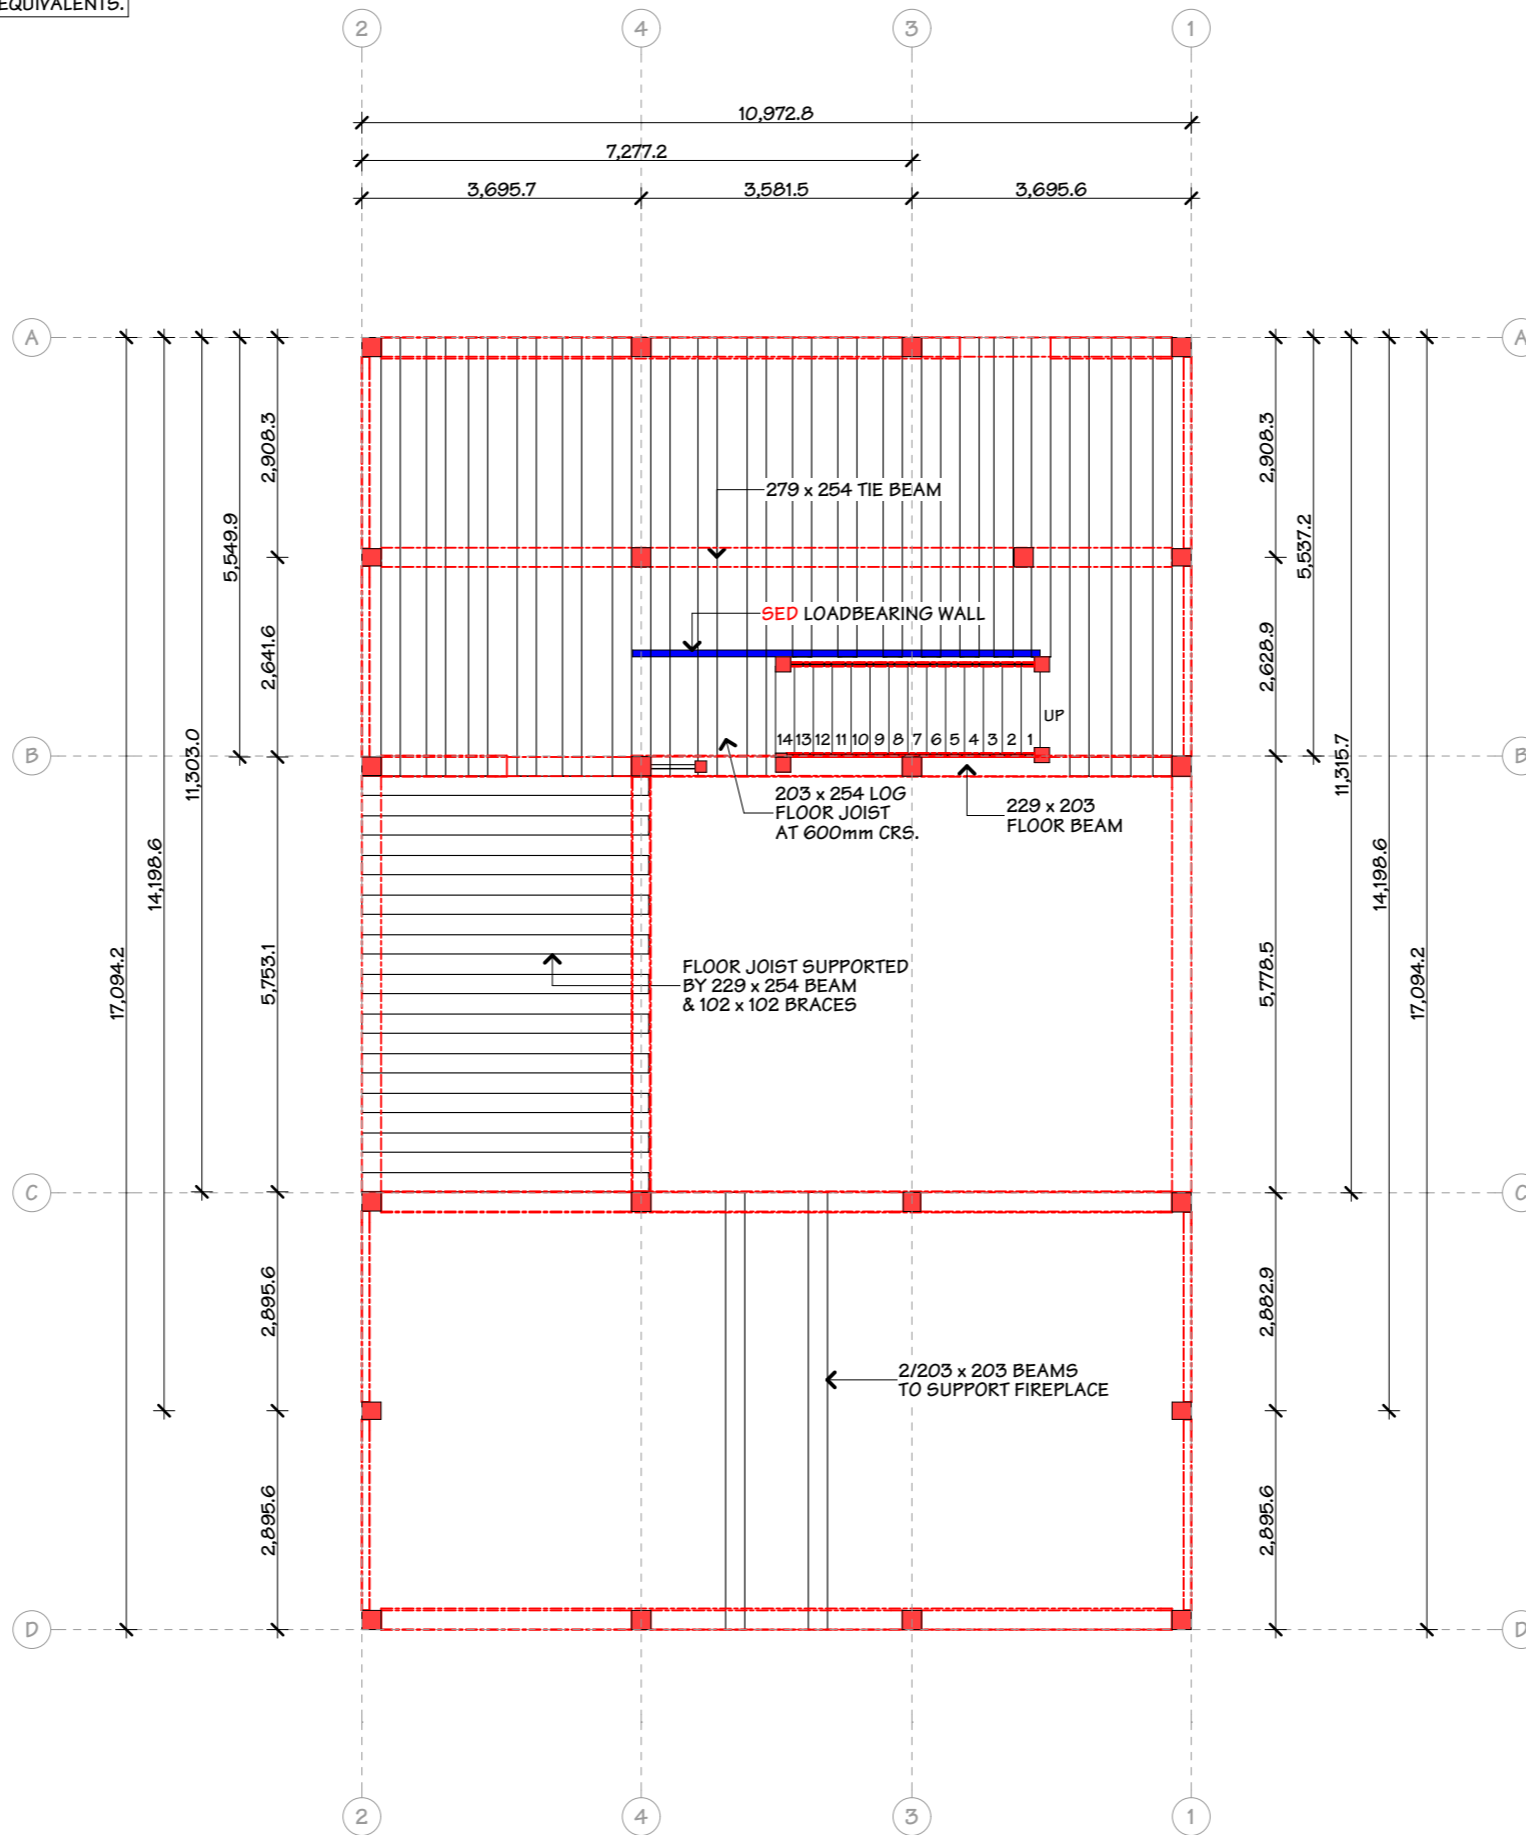 EQUIVALENTS.
2 4 3 1
10,972.8
7,277.2
3,695.7 3,581.5 3,695.6
A A
2,908.3 2,908.3
279 x 254 TIE BEAM
5,549.9 5,537.2
SED LOADBEARING WALL
2,641.6 2,628.9
UP
14 13 12 11 10 9 8 7 6 5 4 3 2 1
B B
11,303.0 11,315.7
203 x 254 LOG
FLOOR JOIST
AT 600mm CRS.
229 x 203
FLOOR BEAM
14,198.6 14,198.6
17,094.2 17,094.2
5,753.1 5,778.5
FLOOR JOIST SUPPORTED
BY 229 x 254 BEAM
& 102 x 102 BRACES
C C
2,895.6 2,882.9
2/203 x 203 BEAMS
TO SUPPORT FIREPLACE
2,895.6 2,895.6
D D
2 4 3 1